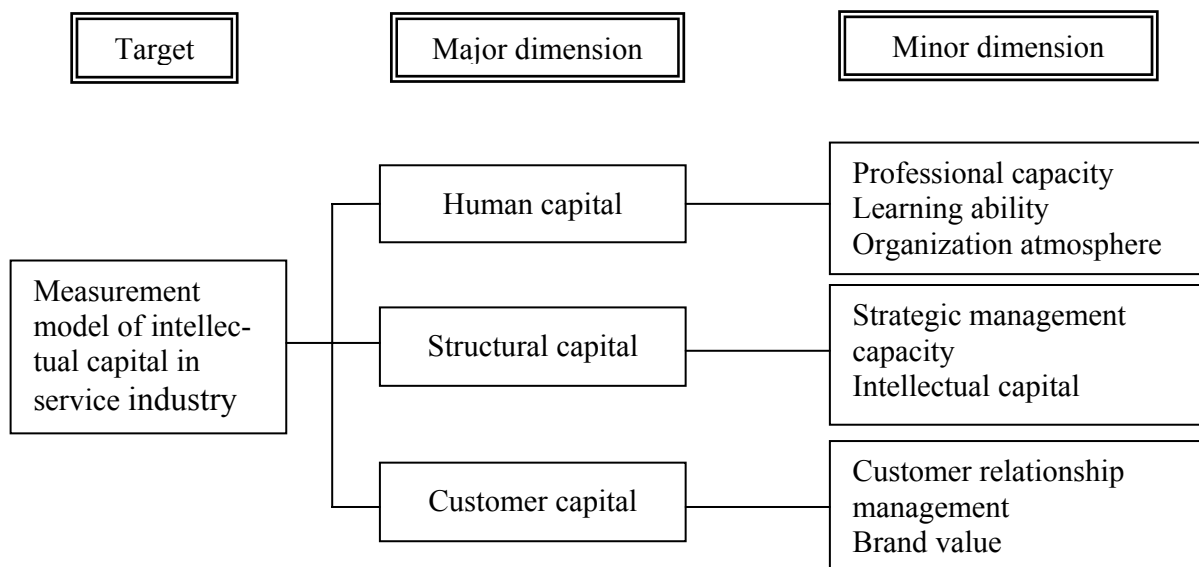 Target
Major dimension
Minor dimension
Human capital
Professional capacity
Learning ability
Organization atmosphere
Measurement
model of intellec-
tual capital in
service industry
Structural capital
Strategic management
capacity
Intellectual capital
Customer capital
Customer relationship
management
Brand value